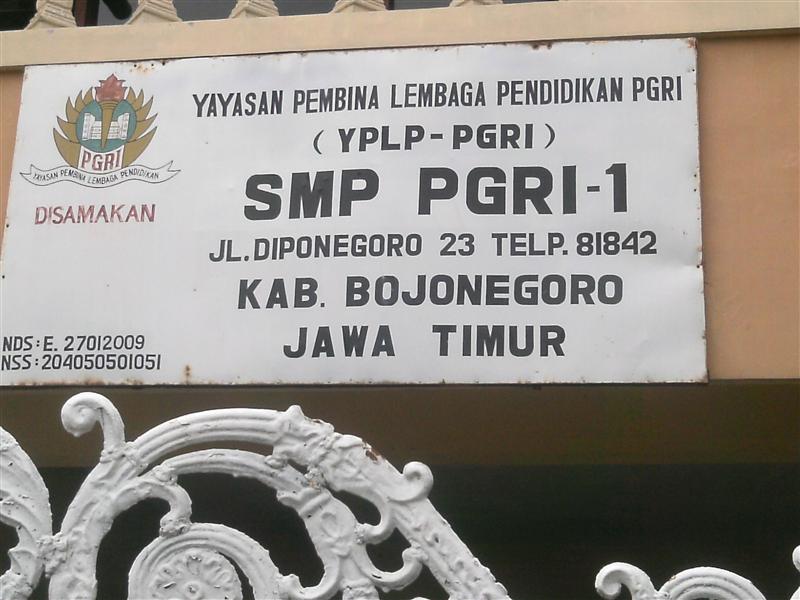 PGRI
YAYASAN PEMBINA LEMBAGA PENDIDIKAN
DISAMAKAN
YAYASAN PEMBINA LEMBAGA PENDIDIKAN PGRI
(YPLP-PGRI)
SMP PGRI-1
JL. DIPONEGORO 23 TELP. 81842
KAB. BOJONEGORO
JAWA TIMUR
NDS: E. 27012009
NSS: 204050501051